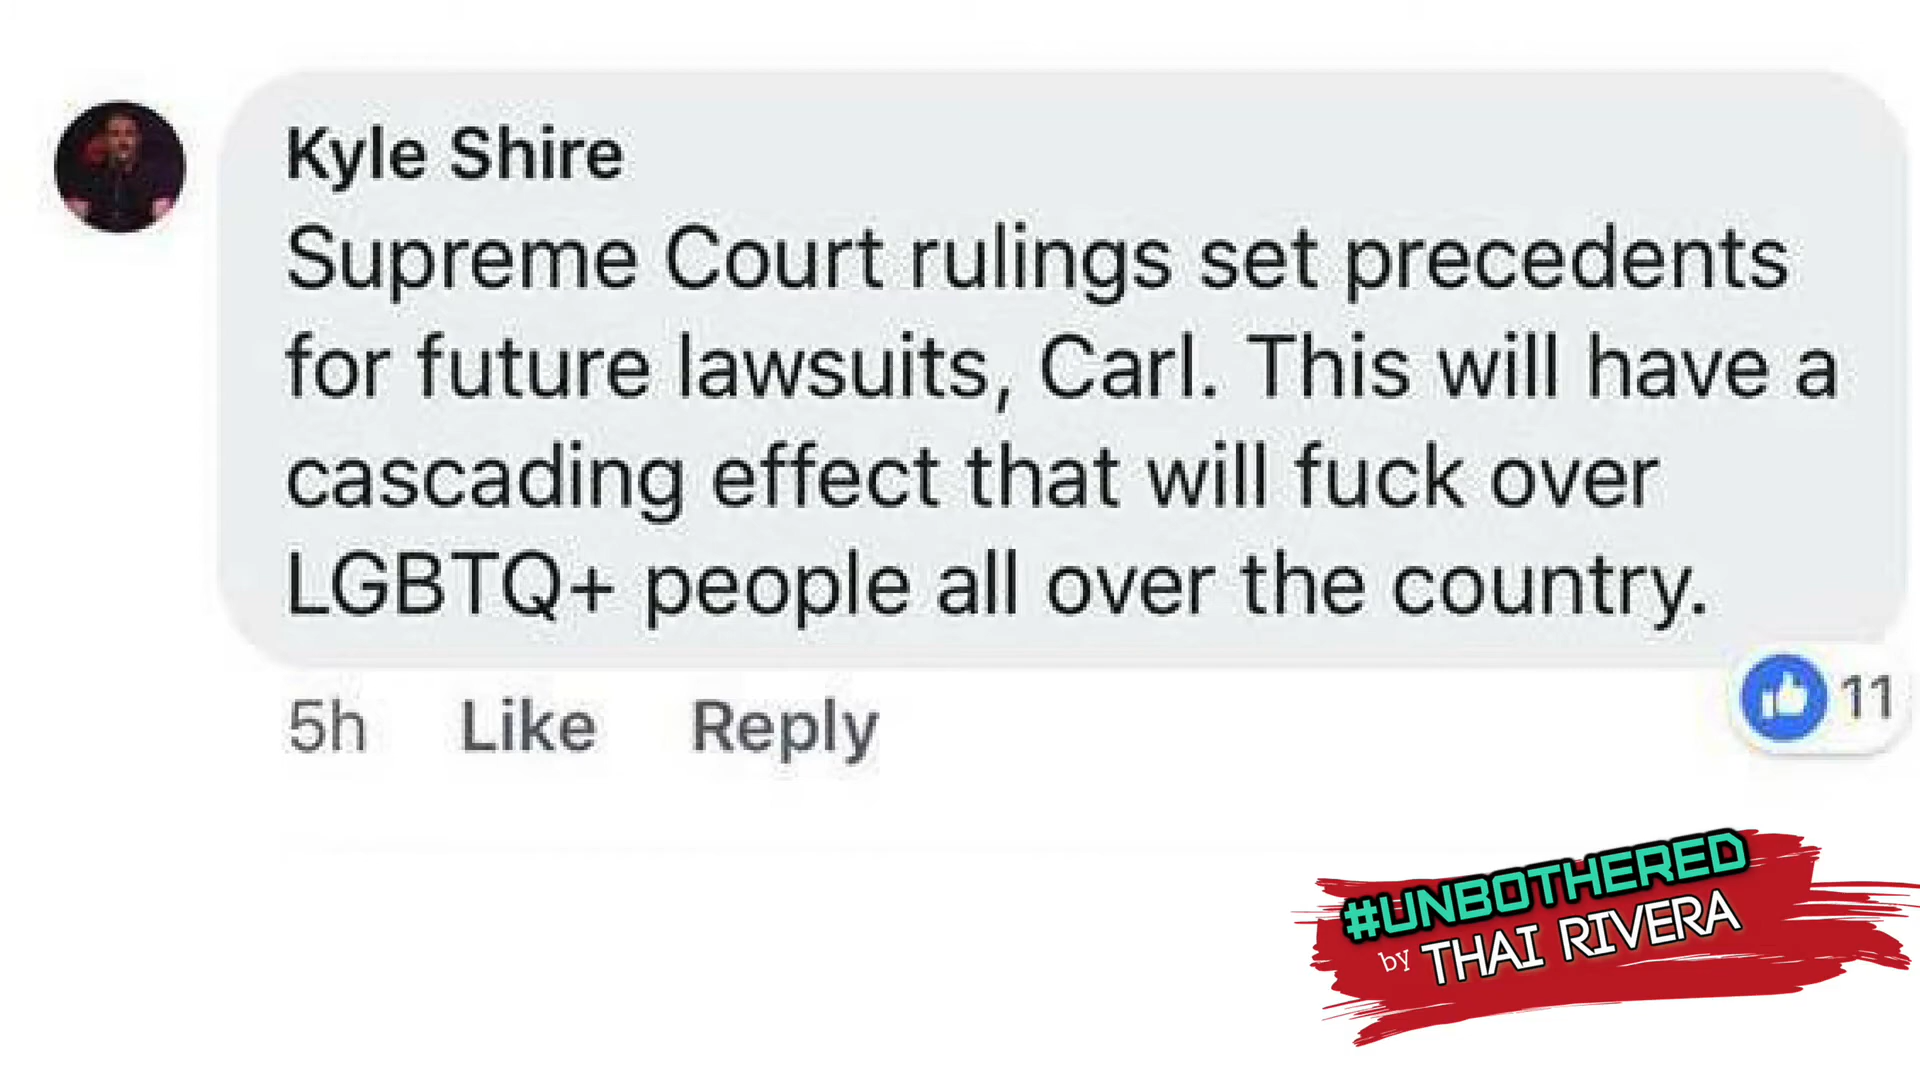 Kyle Shire
Supreme Court rulings set precedents
for future lawsuits, Carl. This will have a
cascading effect that will fuck over
LGBTQ+ people all over the country.
5h Like Reply
11
#UNBOTHERED
by THAI RIVERA